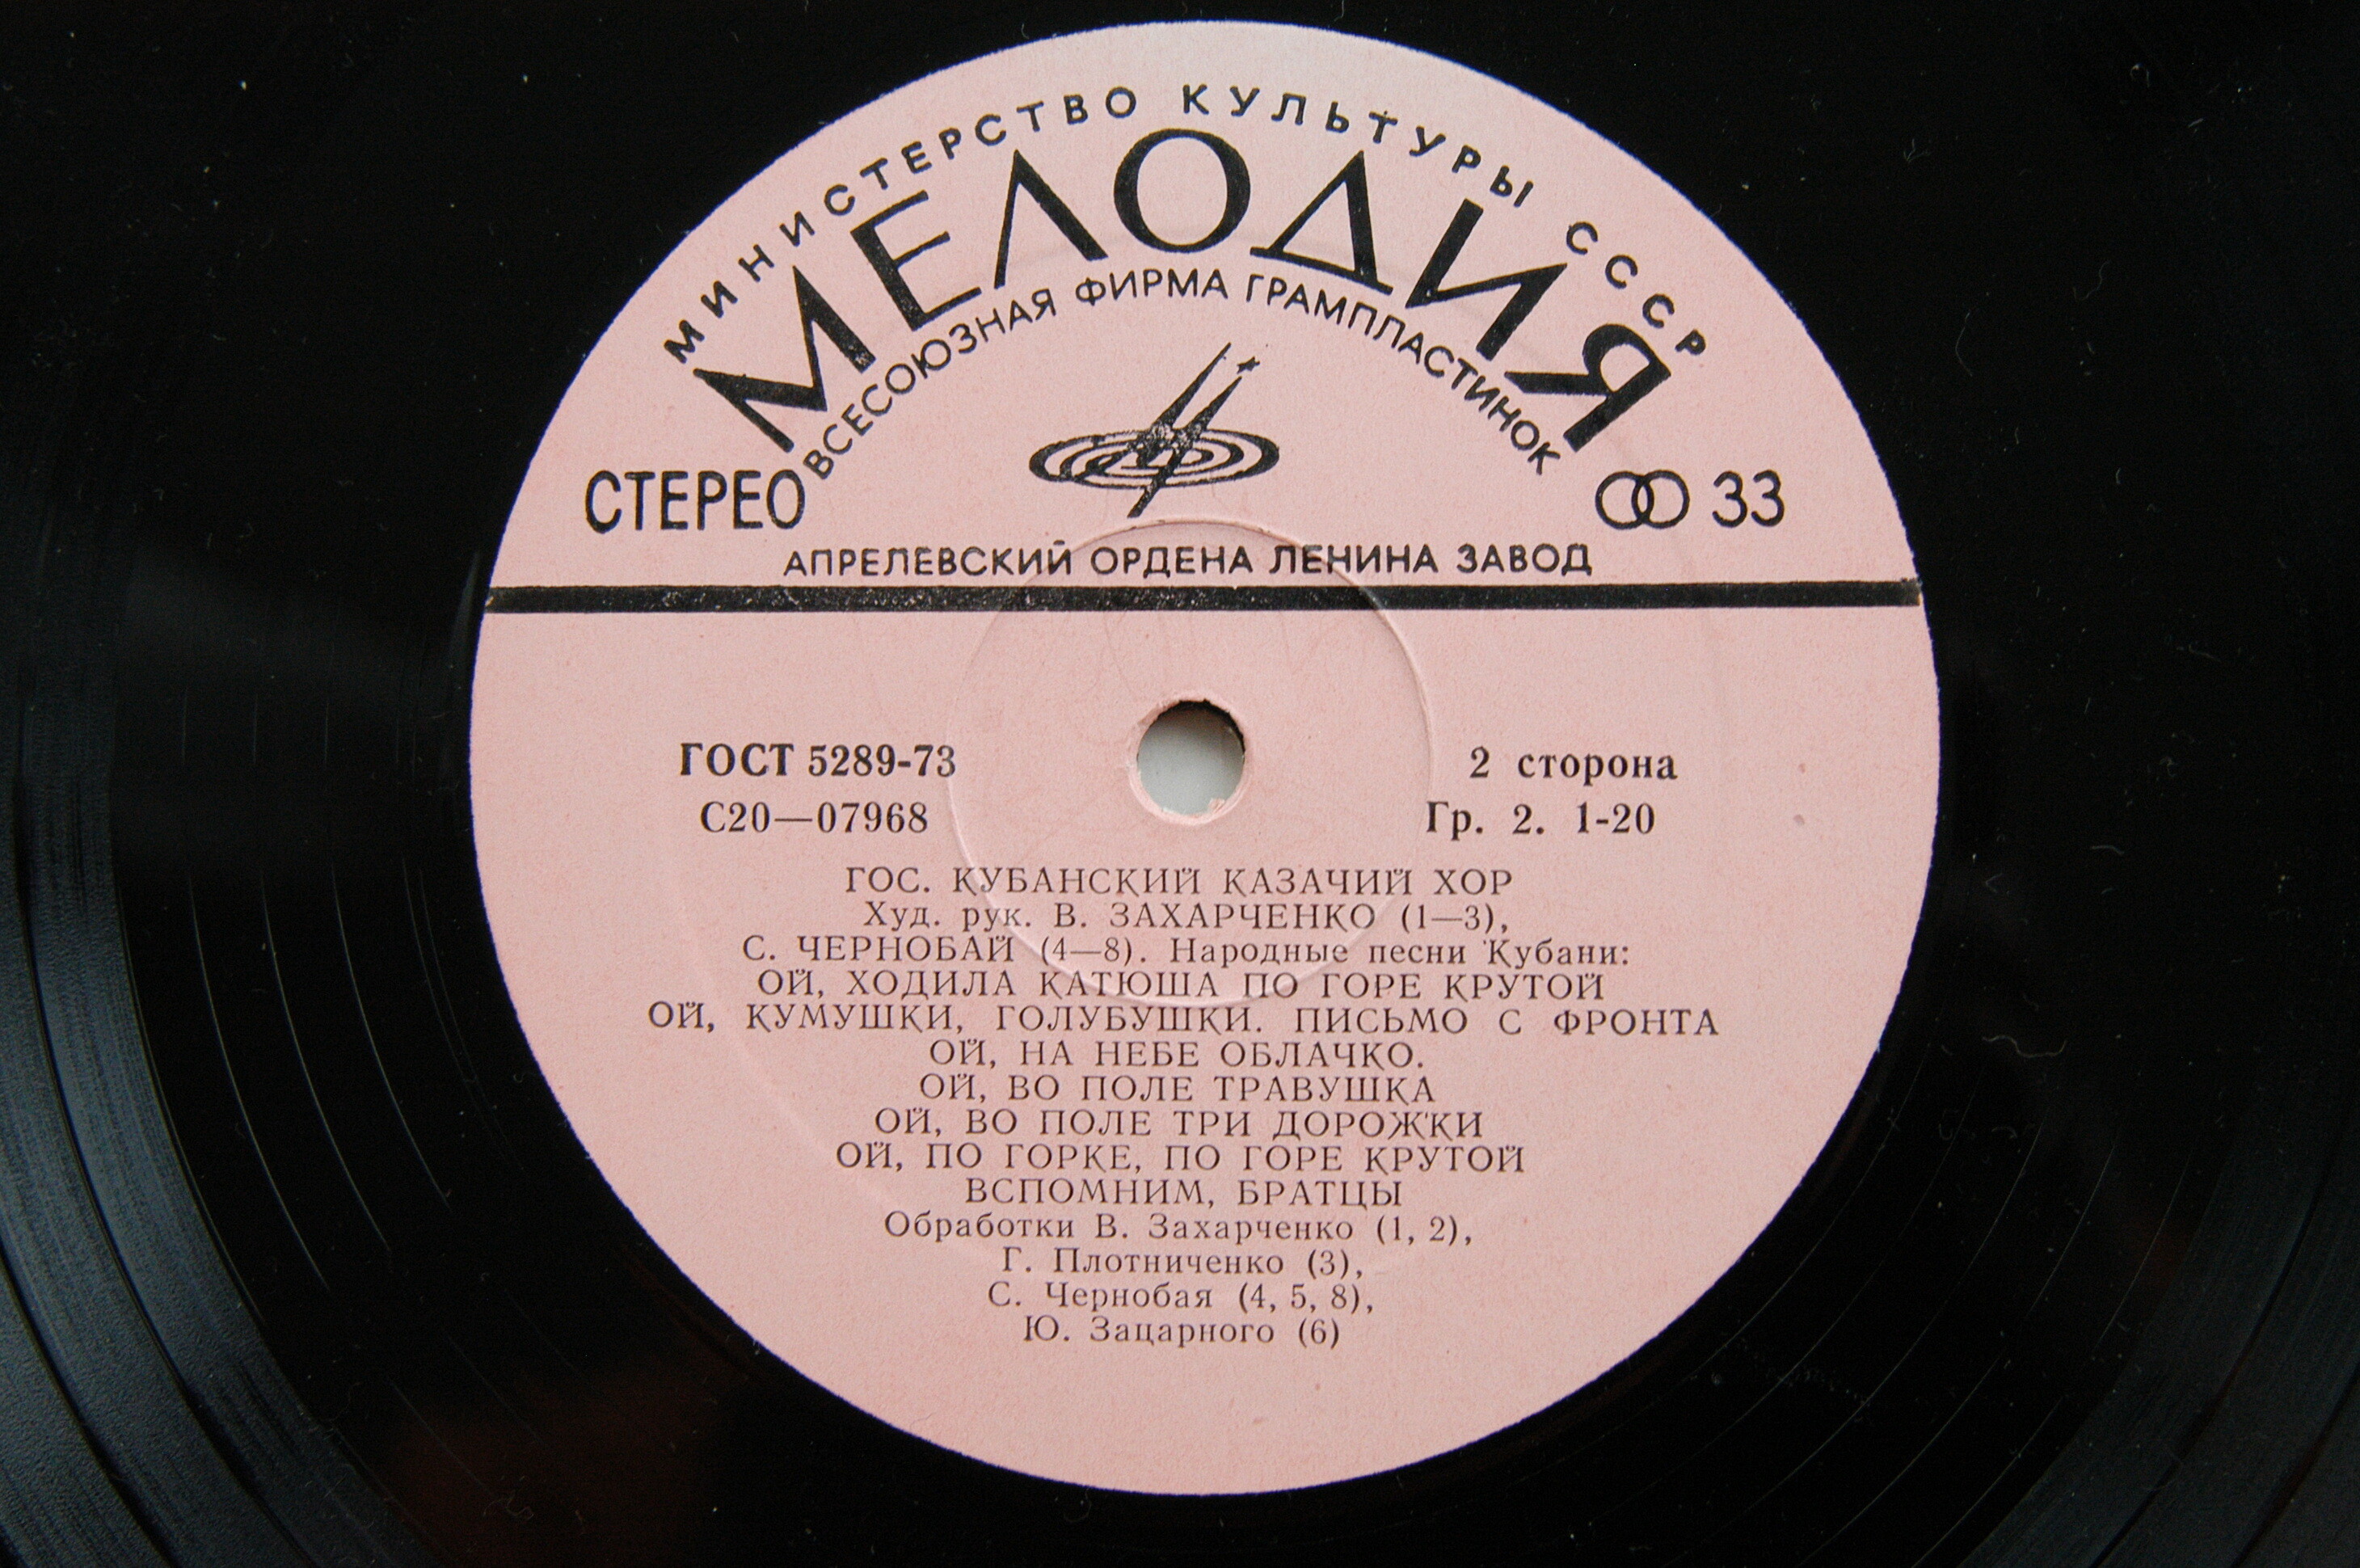 МИНИСТЕРСТВО КУЛЬТУРЫ СССР
МЕЛОДИЯ
ВСЕСОЮЗНАЯ ФИРМА ГРАМПЛАСТИНОК
СТЕРЕО
33
АПРЕЛЕВСКИЙ ОРДЕНА ЛЕНИНА ЗАВОД
ГОСТ 5289-73
2 сторона
С20—07968
Гр. 2. 1-20
ГОС. КУБАНСКИЙ КАЗАЧИЙ ХОР
Худ. рук. В. ЗАХАРЧЕНКО (1—3),
С. ЧЕРНОБАЙ (4—8). Народные песни Кубани:
ОЙ, ХОДИЛА КАТЮША ПО ГОРЕ КРУТОЙ
ОЙ, КУМУШКИ, ГОЛУБУШКИ. ПИСЬМО С ФРОНТА
ОЙ, НА НЕБЕ ОБЛАЧКО.
ОЙ, ВО ПОЛЕ ТРАВУШКА
ОЙ, ВО ПОЛЕ ТРИ ДОРОЖКИ
ОЙ, ПО ГОРКЕ, ПО ГОРЕ КРУТОЙ
ВСПОМНИМ, БРАТЦЫ
Обработки В. Захарченко (1, 2),
Г. Плотниченко (3),
С. Чернобая (4, 5, 8),
Ю. Зацарного (6)